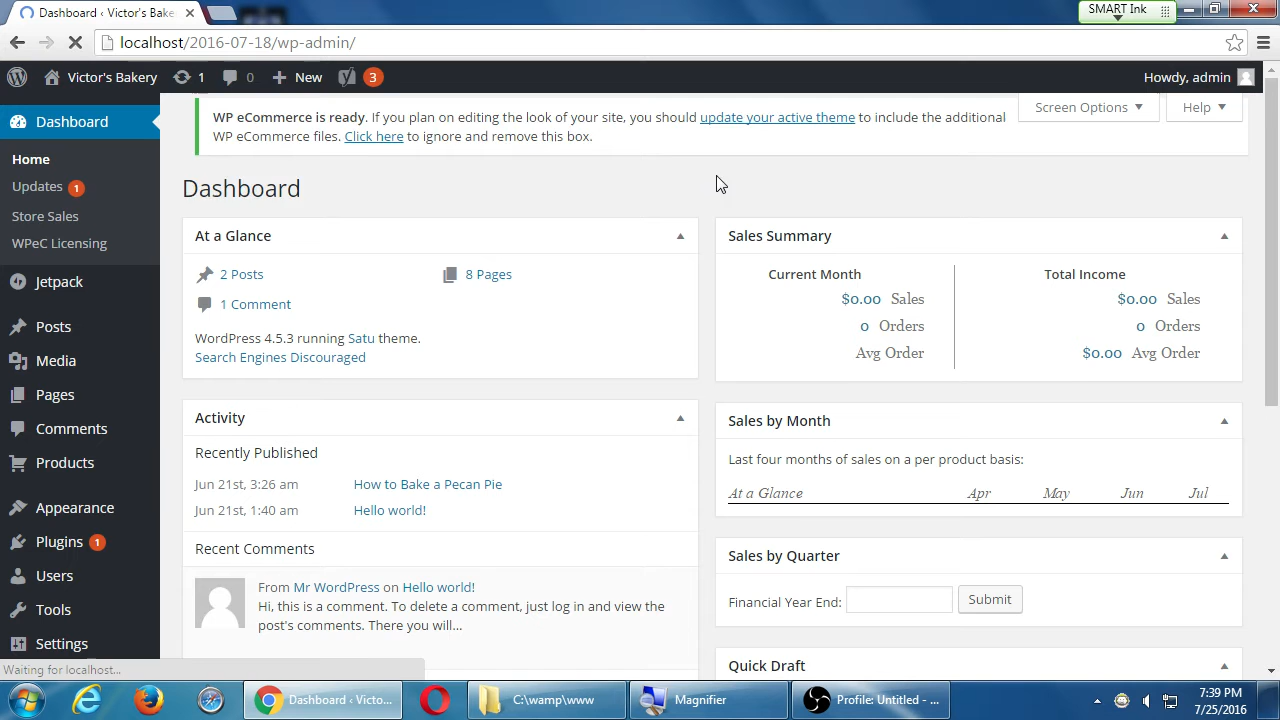 Dashboard ‹ Victor's Bake
SMART Ink
localhost/2016-07-18/wp-admin/
Victor's Bakery 1 0 New 3 Howdy, admin
Dashboard
Home
Updates 1
Store Sales
WPeC Licensing
Jetpack
Posts
Media
Pages
Comments
Products
Appearance
Plugins 1
Users
Tools
Settings
WP eCommerce is ready. If you plan on editing the look of your site, you should update your active theme to include the additional
WP eCommerce files. Click here to ignore and remove this box.
Screen Options Help
Dashboard
At a Glance
2 Posts 8 Pages
1 Comment
WordPress 4.5.3 running Satu theme.
Search Engines Discouraged
Activity
Recently Published
Jun 21st, 3:26 am How to Bake a Pecan Pie
Jun 21st, 1:40 am Hello world!
Recent Comments
From Mr WordPress on Hello world!
Hi, this is a comment. To delete a comment, just log in and view the
post's comments. There you will...
Sales Summary
Current Month Total Income
$0.00 Sales $0.00 Sales
0 Orders 0 Orders
Avg Order $0.00 Avg Order
Sales by Month
Last four months of sales on a per product basis:
At a Glance Apr May Jun Jul
Sales by Quarter
Financial Year End: Submit
Quick Draft
Waiting for localhost...
Dashboard ‹ Victo... C:\wamp\www Magnifier Profile: Untitled - ... 7:39 PM
7/25/2016